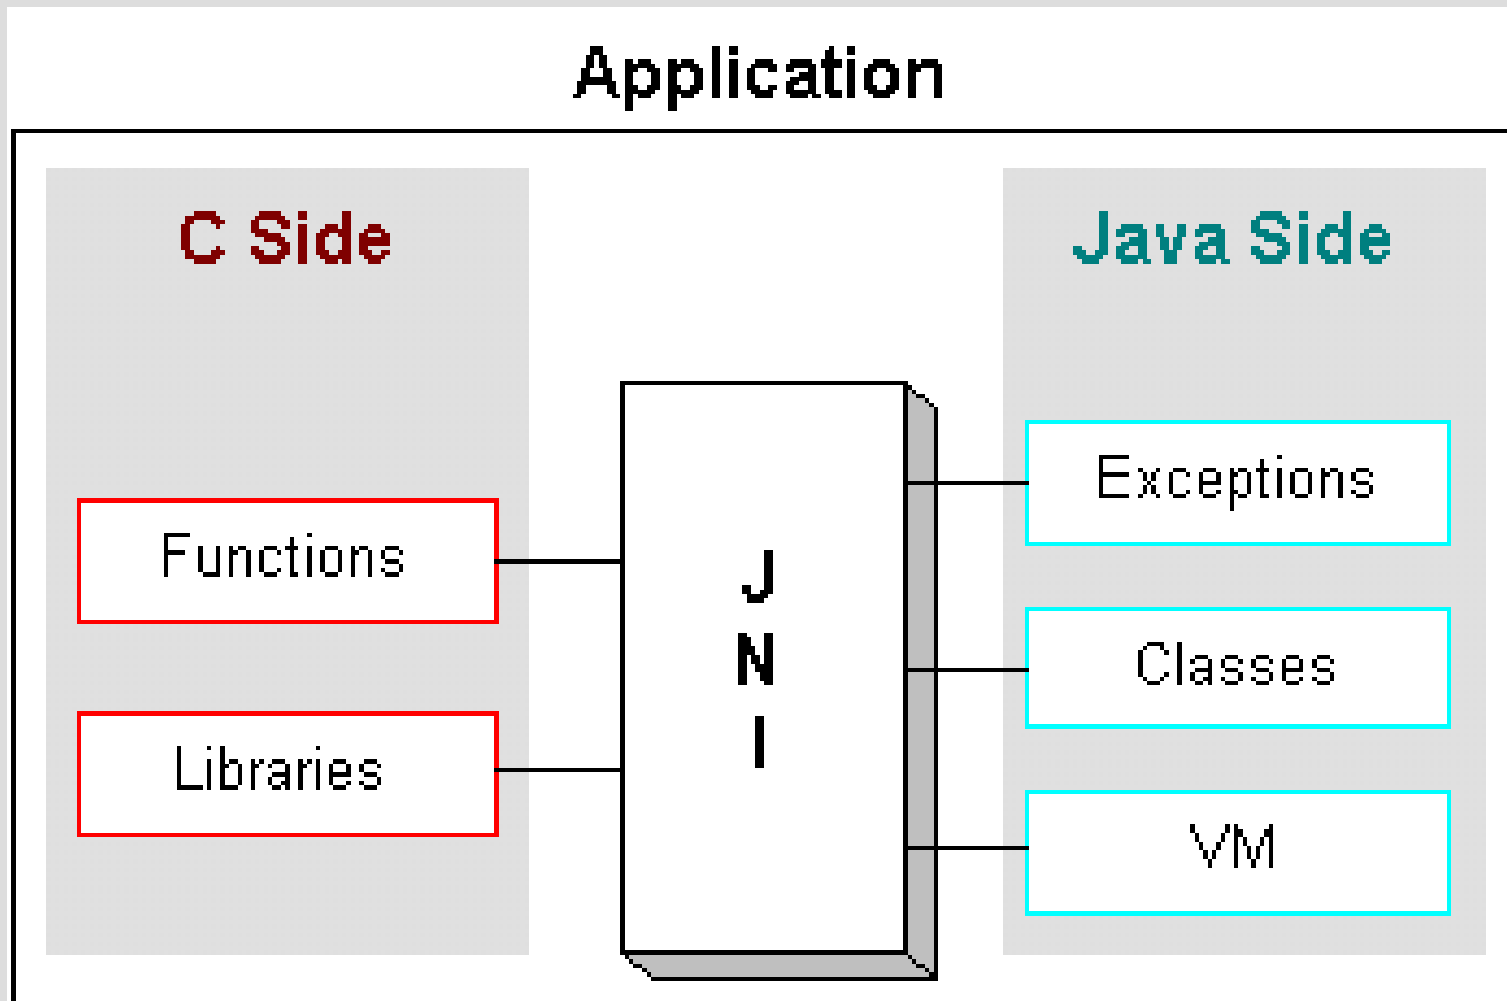 Application
C Side
Java Side
Functions
Libraries
J
N
I
Exceptions
Classes
VM